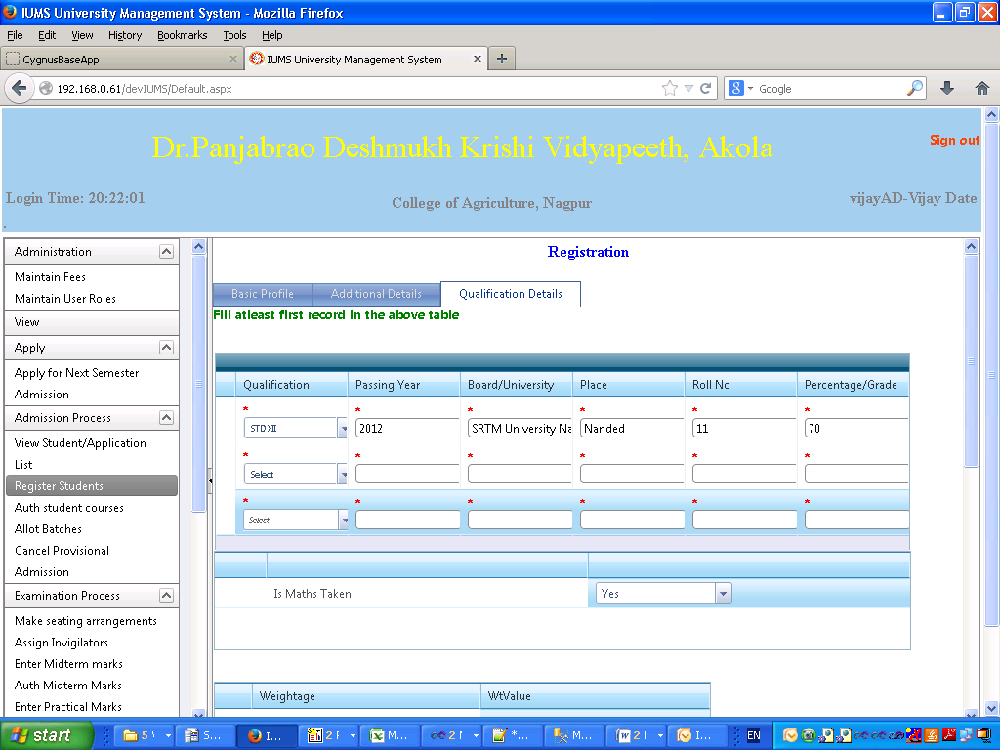 IUMS University Management System - Mozilla Firefox
File Edit View History Bookmarks Tools Help
CygnusBaseApp × IUMS University Management System × +
192.168.0.61/devIUMS/Default.aspx Google
Dr.Panjabrao Deshmukh Krishi Vidyapeeth, Akola
Sign out
Login Time: 20:22:01 College of Agriculture, Nagpur vijayAD-Vijay Date
.
Administration
Maintain Fees
Maintain User Roles
View
Apply
Apply for Next Semester
Admission
Admission Process
View Student/Application
List
Register Students
Auth student courses
Allot Batches
Cancel Provisional
Admission
Examination Process
Make seating arrangements
Assign Invigilators
Enter Midterm marks
Auth Midterm Marks
Enter Practical Marks
Registration
Basic Profile Additional Details Qualification Details
Fill atleast first record in the above table
Qualification Passing Year Board/University Place Roll No Percentage/Grade
* * * * * *
STD XII 2012 SRTM University Na Nanded 11 70
* * * * * *
Select
* * * * * *
Select
Is Maths Taken Yes
Weightage WtValue
start 5 S... I... 2 M... 2 *... M... 2 I... EN